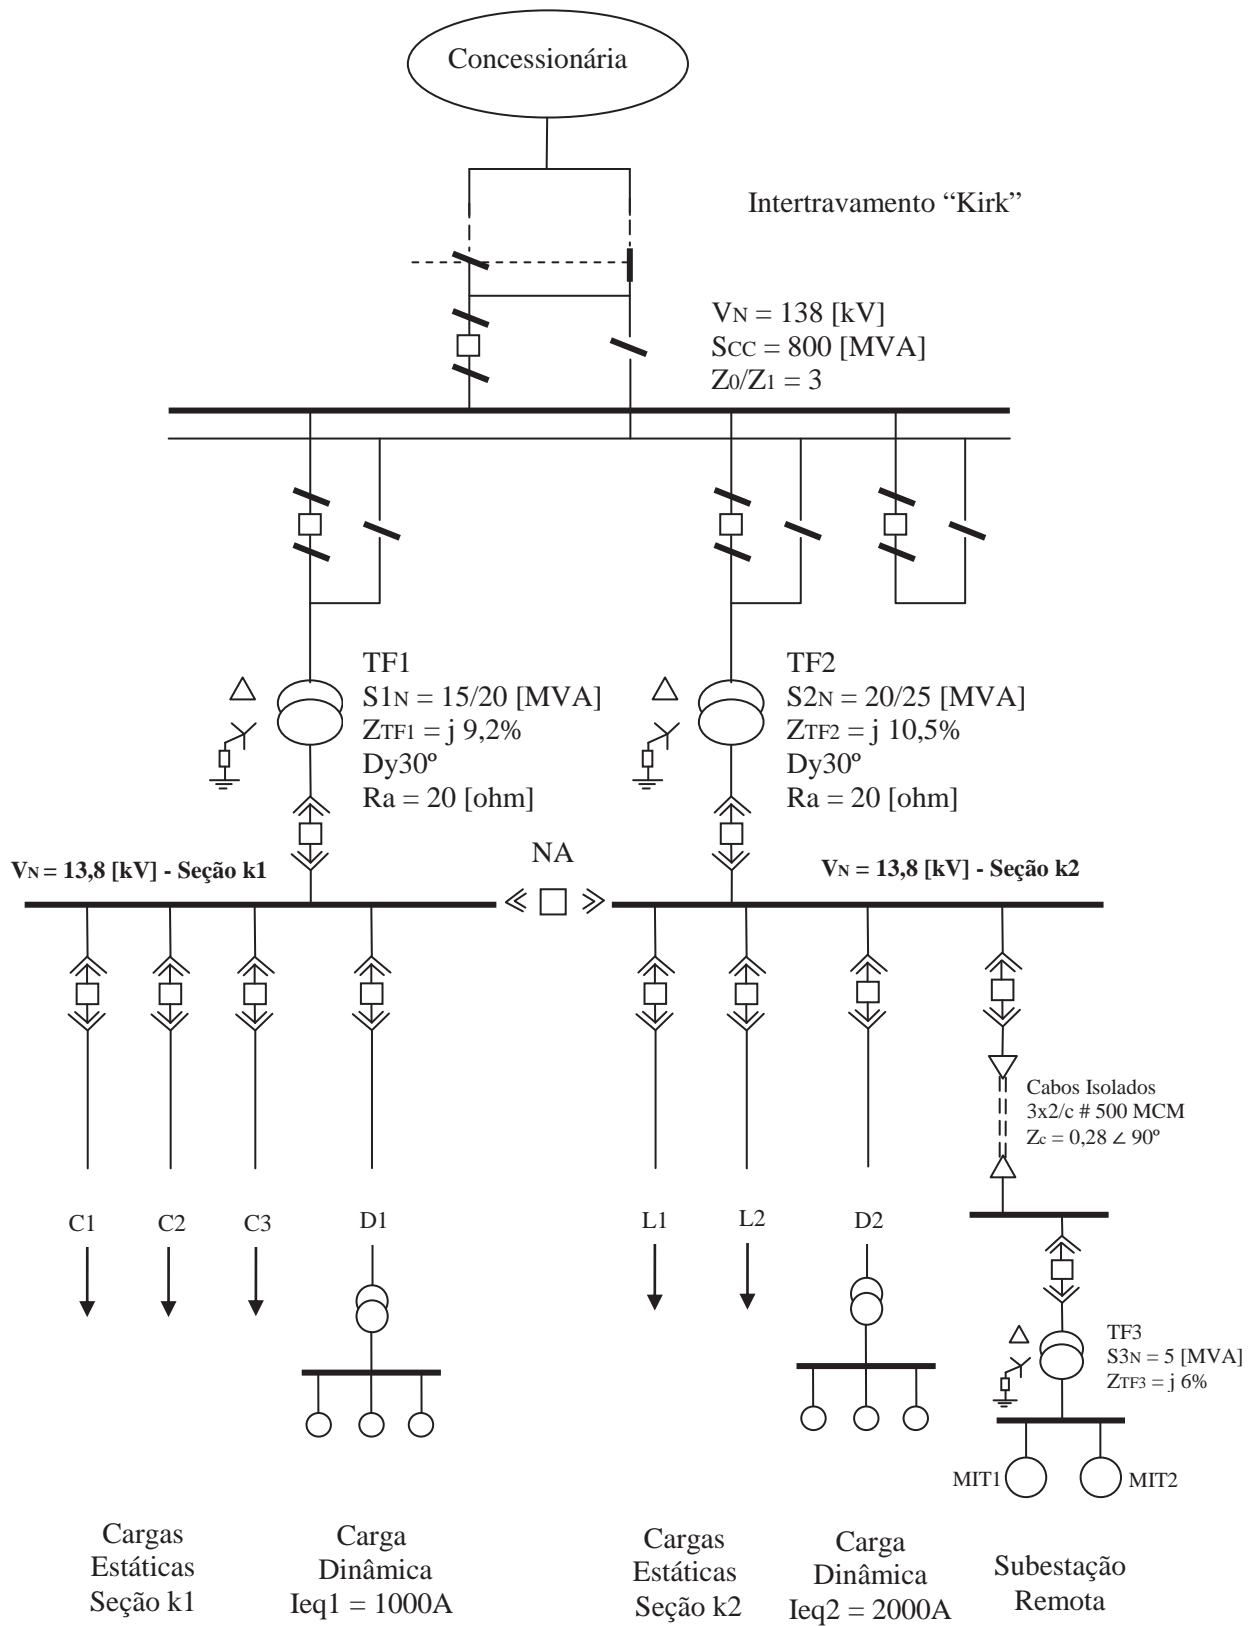 Concessionária
Intertravamento “Kirk”
VN = 138 [kV]
SCC = 800 [MVA]
Z0/Z1 = 3
TF1
S1N = 15/20 [MVA]
ZTF1 = j 9,2%
Dy30º
Ra = 20 [ohm]
TF2
S2N = 20/25 [MVA]
ZTF2 = j 10,5%
Dy30º
Ra = 20 [ohm]
VN = 13,8 [kV] - Seção k1
NA
VN = 13,8 [kV] - Seção k2
Cabos Isolados
3x2/c # 500 MCM
Zc = 0,28 ∠ 90º
C1
C2
C3
D1
L1
L2
D2
TF3
S3N = 5 [MVA]
ZTF3 = j 6%
MIT1
MIT2
Cargas
Estáticas
Seção k1
Carga
Dinâmica
Ieq1 = 1000A
Cargas
Estáticas
Seção k2
Carga
Dinâmica
Ieq2 = 2000A
Subestação
Remota